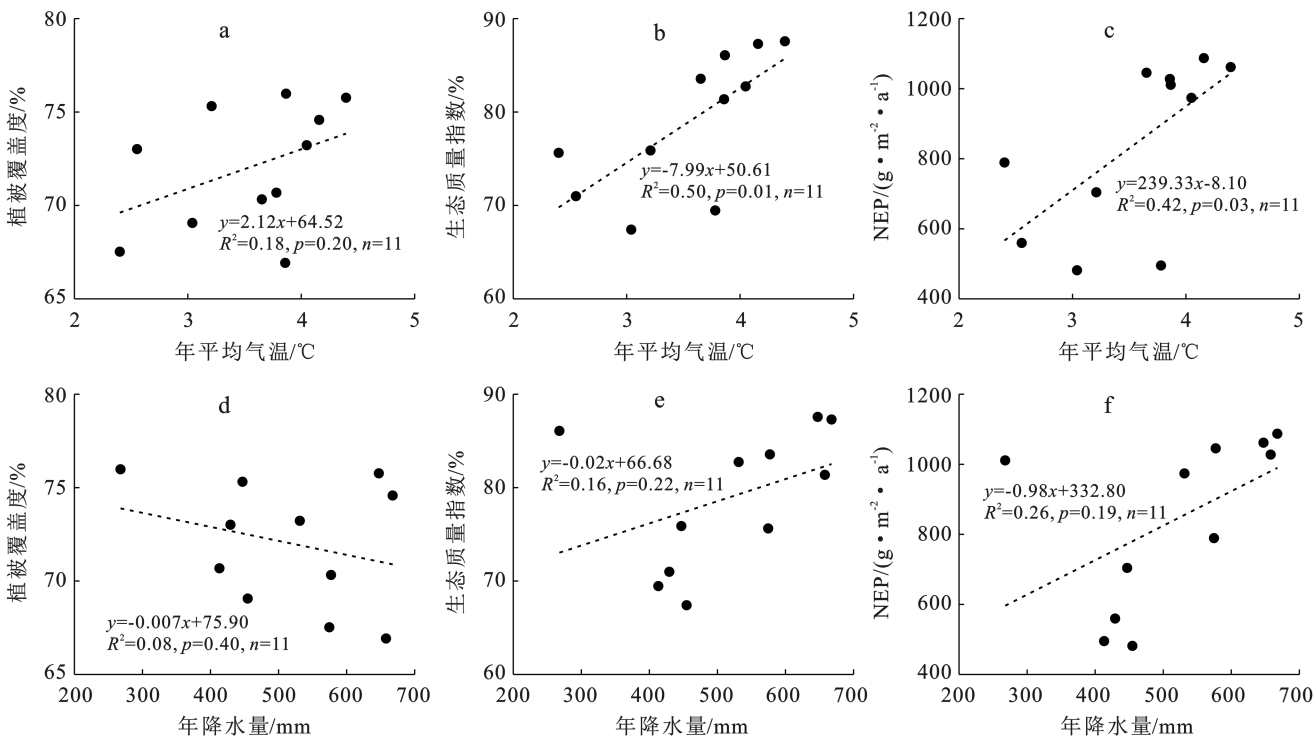 a
80
75
70
65
植被覆盖度/%
y=2.12x+64.52
R²=0.18, p=0.20, n=11
2
3
4
5
年平均气温/℃
b
90
80
70
60
生态质量指数/%
y=-7.99x+50.61
R²=0.50, p=0.01, n=11
2
3
4
5
年平均气温/℃
c
1200
1000
800
600
400
NEP/(g•m⁻²•a⁻¹)
y=239.33x-8.10
R²=0.42, p=0.03, n=11
2
3
4
5
年平均气温/℃
d
80
75
70
65
植被覆盖度/%
y=-0.007x+75.90
R²=0.08, p=0.40, n=11
200
300
400
500
600
700
年降水量/mm
e
90
80
70
60
生态质量指数/%
y=-0.02x+66.68
R²=0.16, p=0.22, n=11
200
300
400
500
600
700
年降水量/mm
f
1200
1000
800
600
400
NEP/(g•m⁻²•a⁻¹)
y=-0.98x+332.80
R²=0.26, p=0.19, n=11
200
300
400
500
600
700
年降水量/mm